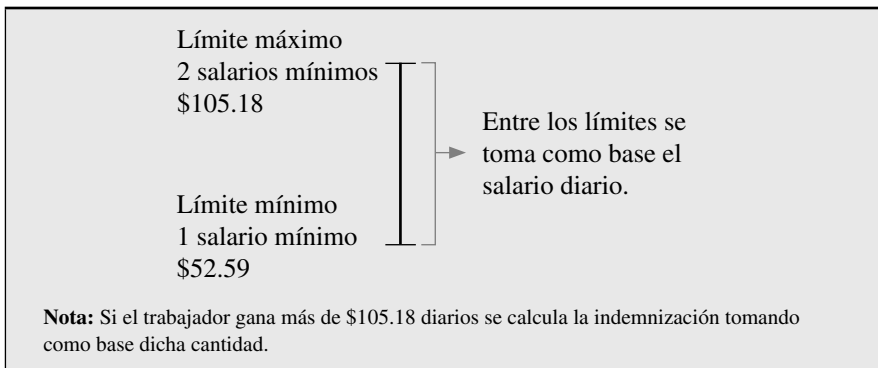 Límite máximo
2 salarios mínimos
$105.18
Entre los límites se
toma como base el
salario diario.
Límite mínimo
1 salario mínimo
$52.59
Nota: Si el trabajador gana más de $105.18 diarios se calcula la indemnización tomando
como base dicha cantidad.